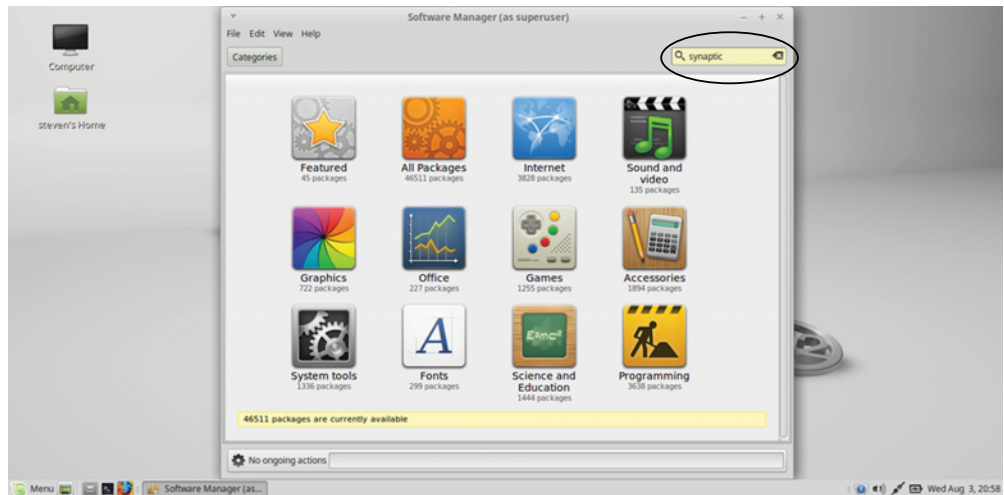 Software Manager (as superuser)
File Edit View Help
Categories
synaptic
Computer
steven's Home
Featured
45 packages
All Packages
46511 packages
Internet
3828 packages
Sound and
video
135 packages
Graphics
722 packages
Office
227 packages
Games
1255 packages
Accessories
1894 packages
System tools
1336 packages
Fonts
299 packages
E=mc²
Science and
Education
1444 packages
Programming
3638 packages
46511 packages are currently available
No ongoing actions
Menu
Software Manager (as...
Wed Aug 3, 20:58